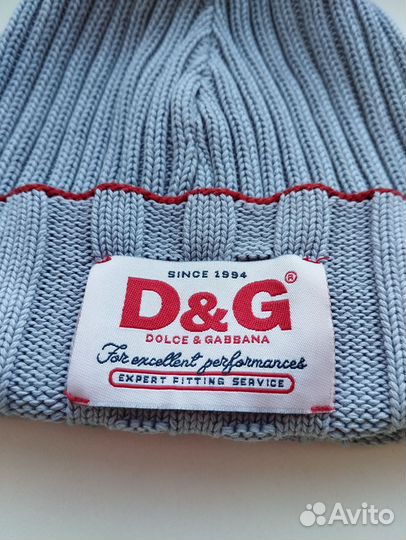 SINCE 1994
D&G®
DOLCE & GABBANA
For excellent performances
EXPERT FITTING SERVICE
Avito